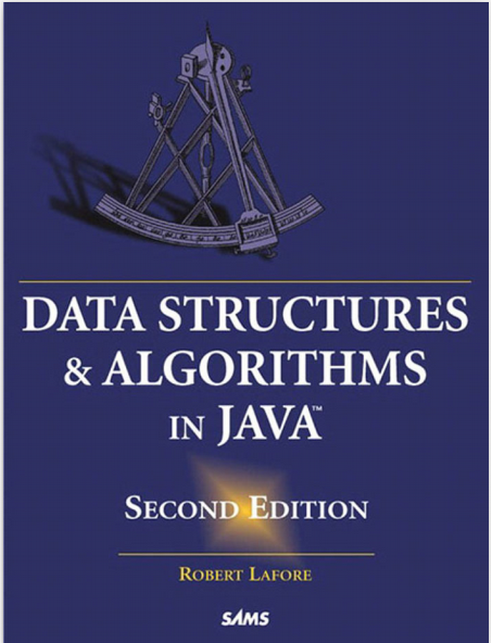 DATA STRUCTURES
& ALGORITHMS
IN JAVA™
SECOND EDITION
ROBERT LAFORE
SAMS